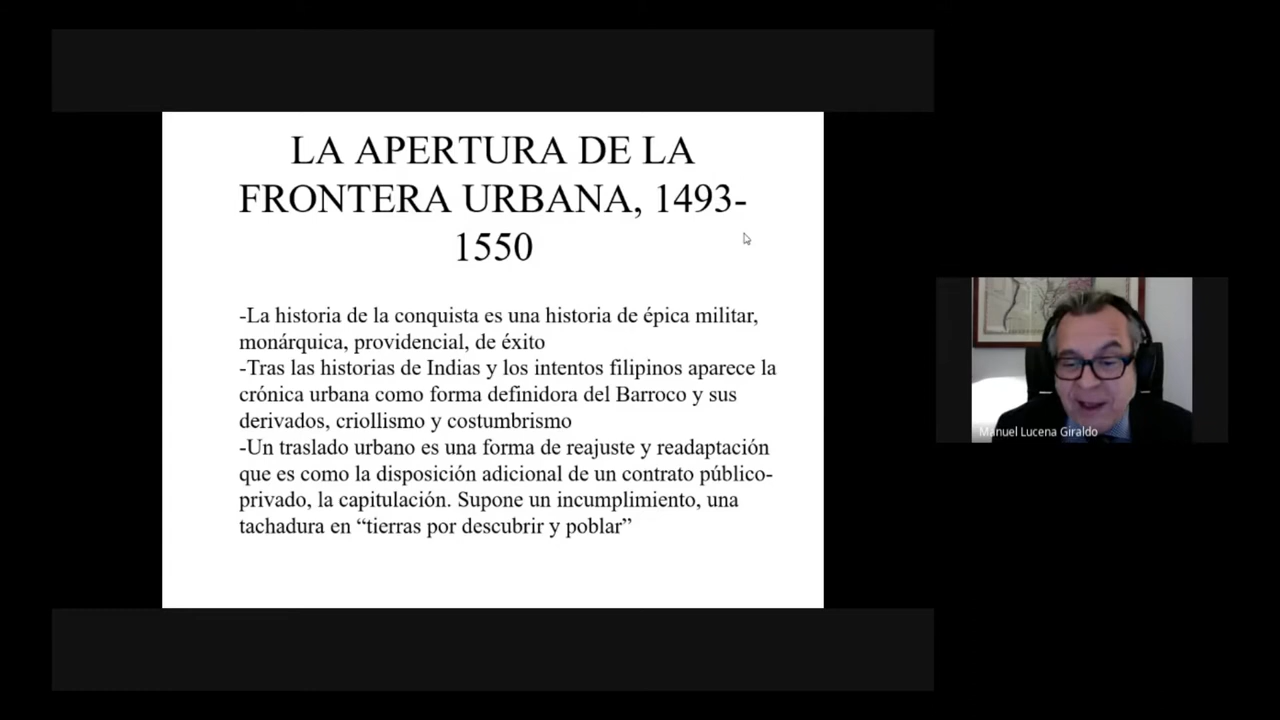 LA APERTURA DE LA
FRONTERA URBANA, 1493-
1550
-La historia de la conquista es una historia de épica militar,
monárquica, providencial, de éxito
-Tras las historias de Indias y los intentos filipinos aparece la
crónica urbana como forma definidora del Barroco y sus
derivados, criollismo y costumbrismo
-Un traslado urbano es una forma de reajuste y readaptación
que es como la disposición adicional de un contrato público-
privado, la capitulación. Supone un incumplimiento, una
tachadura en “tierras por descubrir y poblar”
Manuel Lucena Giraldo